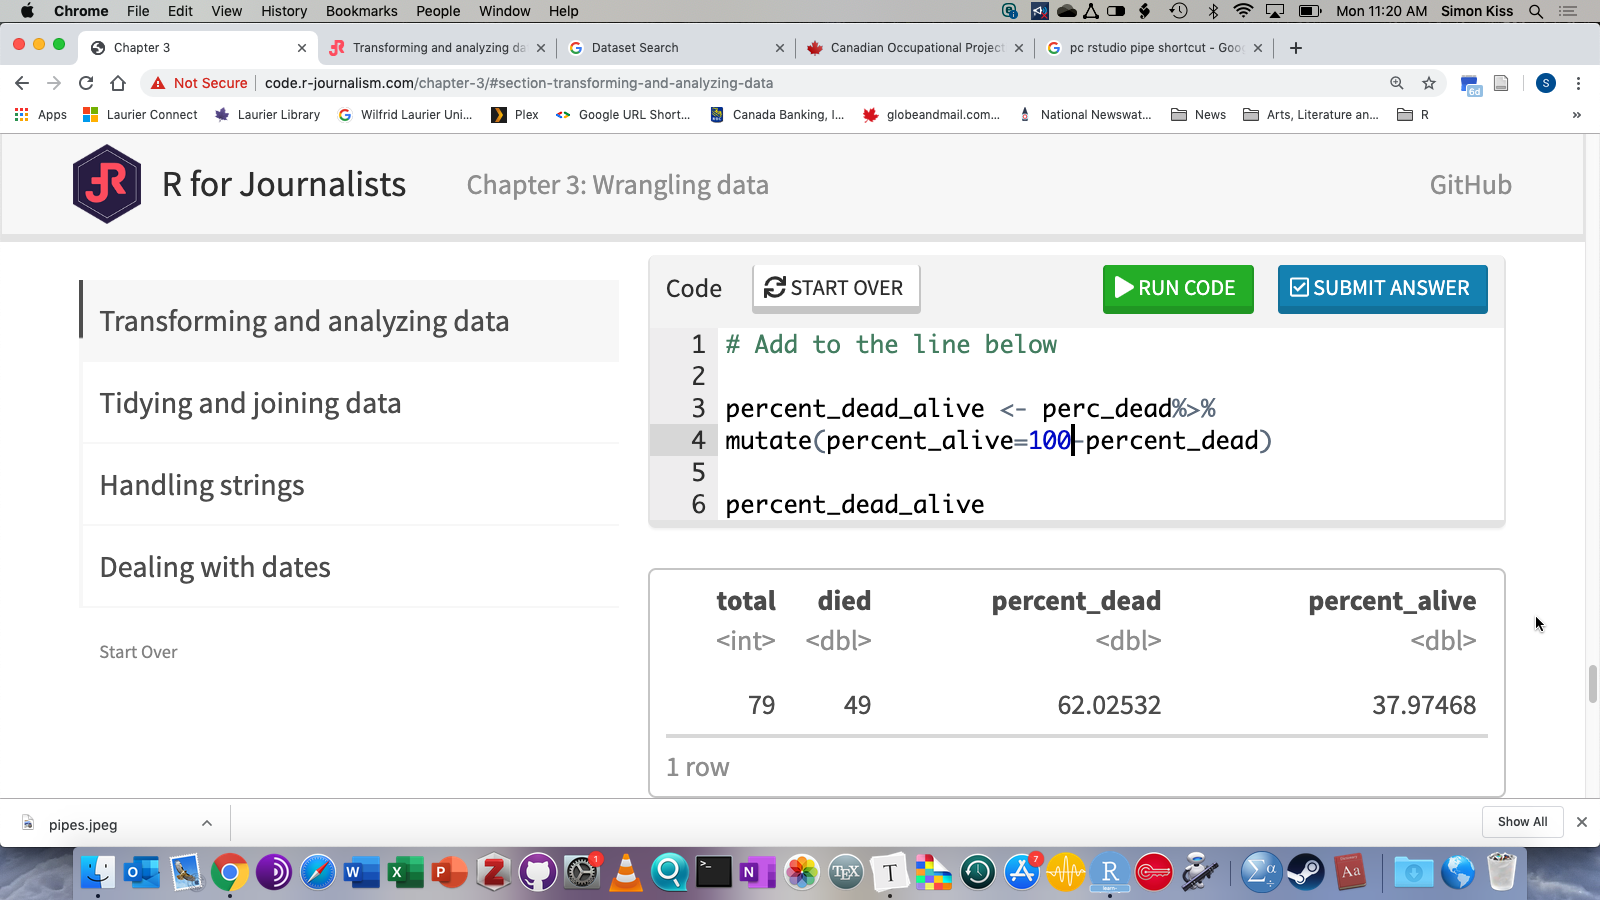 Chrome File Edit View History Bookmarks People Window Help Mon 11:20 AM Simon Kiss
Chapter 3 Transforming and analyzing da Dataset Search Canadian Occupational Project pc rstudio pipe shortcut - Goog
Not Secure code.r-journalism.com/chapter-3/#section-transforming-and-analyzing-data 6d S
Apps Laurier Connect Laurier Library Wilfrid Laurier Uni... Plex Google URL Short... Canada Banking, I... globeandmail.com... National Newswat... News Arts, Literature an... R »
R for Journalists Chapter 3: Wrangling data GitHub
Transforming and analyzing data
Tidying and joining data
Handling strings
Dealing with dates
Start Over
Code START OVER RUN CODE SUBMIT ANSWER
1 # Add to the line below
2
3 percent_dead_alive <- perc_dead%>%
4 mutate(percent_alive=100-percent_dead)
5
6 percent_dead_alive
total died percent_dead percent_alive
<int> <dbl> <dbl> <dbl>
79 49 62.02532 37.97468
1 row
pipes.jpeg Show All
O W X P Z 1 >_ N TEX T 7 R Aa